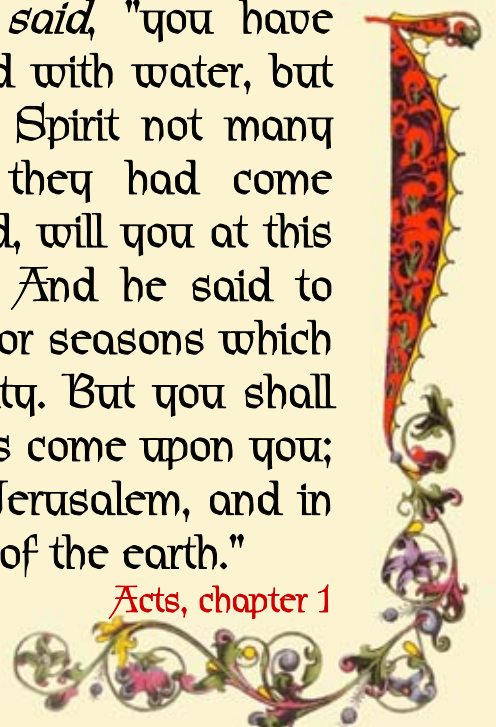 said, "you have
d with water, but
Spirit not many
they had come
d, will you at this
And he said to
or seasons which
ty. But you shall
s come upon you;
Jerusalem, and in
of the earth."
Acts, chapter 1